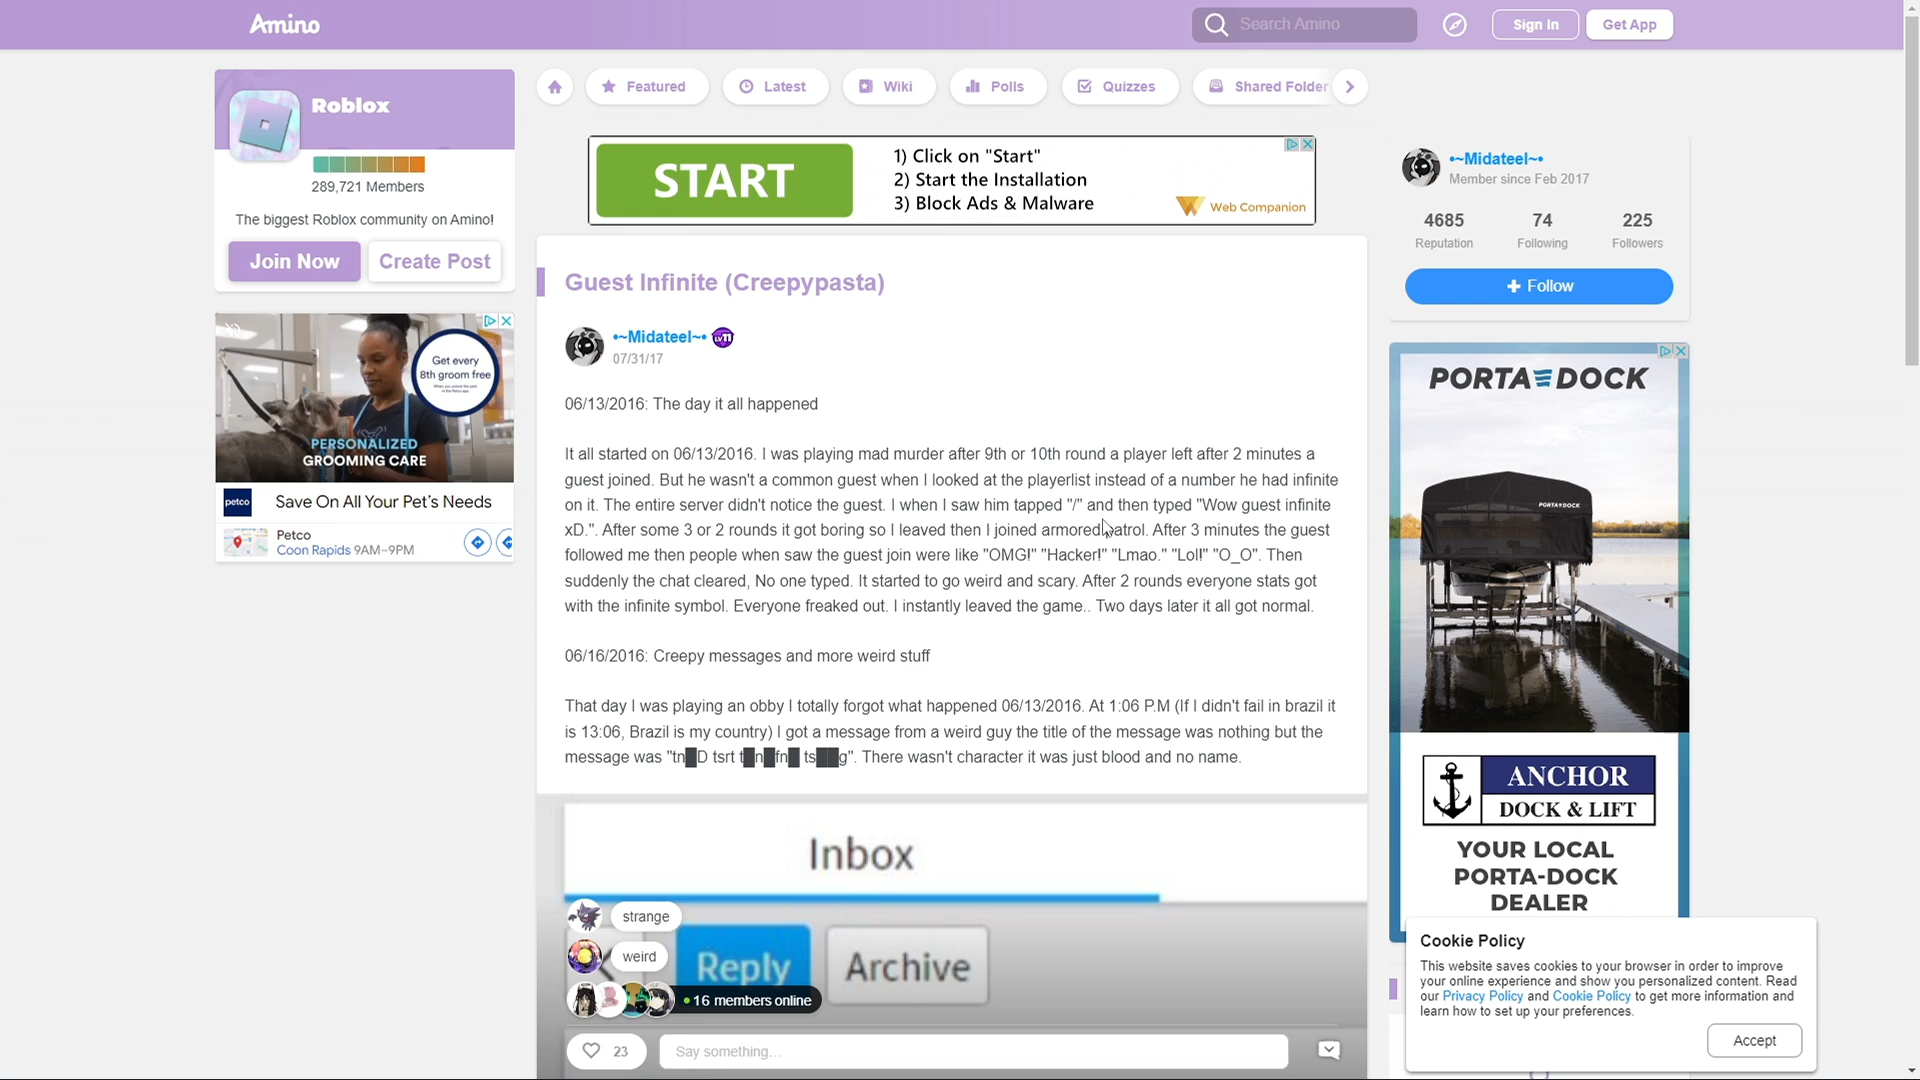 Amino
Search Amino
Sign In
Get App
Roblox
289,721 Members
The biggest Roblox community on Amino!
Join Now
Create Post
Featured
Latest
Wiki
Polls
Quizzes
Shared Folder
START
1) Click on "Start"
2) Start the Installation
3) Block Ads & Malware
Web Companion
•~Midateel~•
Member since Feb 2017
4685
74
225
Reputation
Following
Followers
+ Follow
Get every
8th groom free
PERSONALIZED
GROOMING CARE
petco
Save On All Your Pet's Needs
Petco
Coon Rapids 9AM–9PM
Guest Infinite (Creepypasta)
•~Midateel~•
LV11
07/31/17
06/13/2016: The day it all happened
It all started on 06/13/2016. I was playing mad murder after 9th or 10th round a player left after 2 minutes a
guest joined. But he wasn't a common guest when I looked at the playerlist instead of a number he had infinite
on it. The entire server didn't notice the guest. I when I saw him tapped "/" and then typed "Wow guest infinite
xD.". After some 3 or 2 rounds it got boring so I leaved then I joined armored patrol. After 3 minutes the guest
followed me then people when saw the guest join were like "OMG!" "Hacker!" "Lmao." "Lol!" "O_O". Then
suddenly the chat cleared, No one typed. It started to go weird and scary. After 2 rounds everyone stats got
with the infinite symbol. Everyone freaked out. I instantly leaved the game.. Two days later it all got normal.
06/16/2016: Creepy messages and more weird stuff
That day I was playing an obby I totally forgot what happened 06/13/2016. At 1:06 P.M (If I didn't fail in brazil it
is 13:06, Brazil is my country) I got a message from a weird guy the title of the message was nothing but the
message was "tn█D tsrt t█n█fn█ ts██g". There wasn't character it was just blood and no name.
Inbox
Reply
Archive
strange
weird
16 members online
23
Say something...
PORTA DOCK
PORTA DOCK
ANCHOR
DOCK & LIFT
YOUR LOCAL
PORTA-DOCK
DEALER
Cookie Policy
This website saves cookies to your browser in order to improve
your online experience and show you personalized content. Read
our Privacy Policy and Cookie Policy to get more information and
learn how to set up your preferences.
Accept